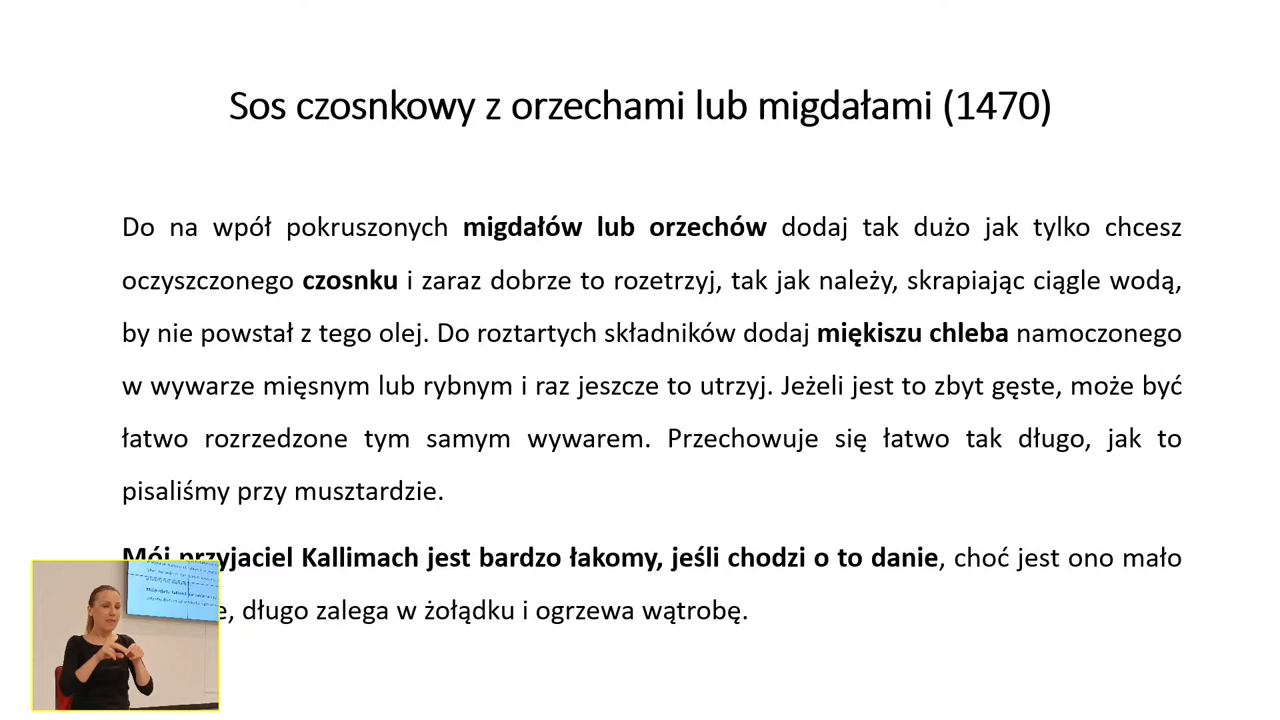 Sos czosnkowy z orzechami lub migdałami (1470)
Do na wpół pokruszonych migdałów lub orzechów dodaj tak dużo jak tylko chcesz
oczyszczonego czosnku i zaraz dobrze to rozetrzyj, tak jak należy, skrapiając ciągle wodą,
by nie powstał z tego olej. Do roztartych składników dodaj miękiszu chleba namoczonego
w wywarze mięsnym lub rybnym i raz jeszcze to utrzyj. Jeżeli jest to zbyt gęste, może być
łatwo rozrzedzone tym samym wywarem. Przechowuje się łatwo tak długo, jak to
pisaliśmy przy musztardzie.
Mój przyjaciel Kallimach jest bardzo łakomy, jeśli chodzi o to danie, choć jest ono mało
długo zalega w żołądku i ogrzewa wątrobę.